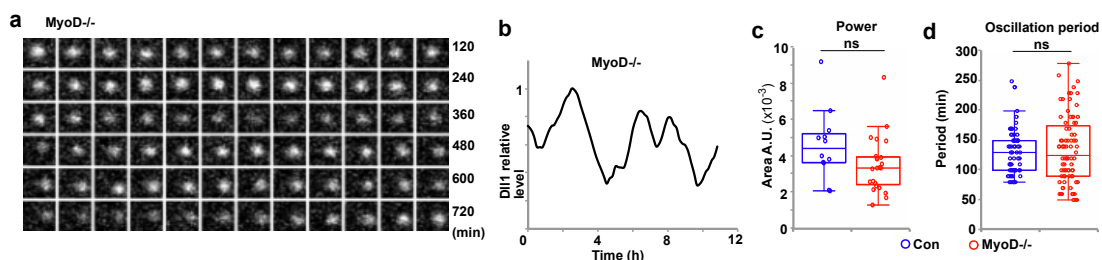 a
MyoD-/-
120
240
360
480
600
720
(min)
b
MyoD-/-
Dll1 relative
level
1
0
4
8
12
Time (h)
c
Power
ns
Area A.U. (x10-3)
10
8
6
4
2
0
d
Oscillation period
ns
Period (min)
300
250
200
150
100
50
0
Con
MyoD-/-